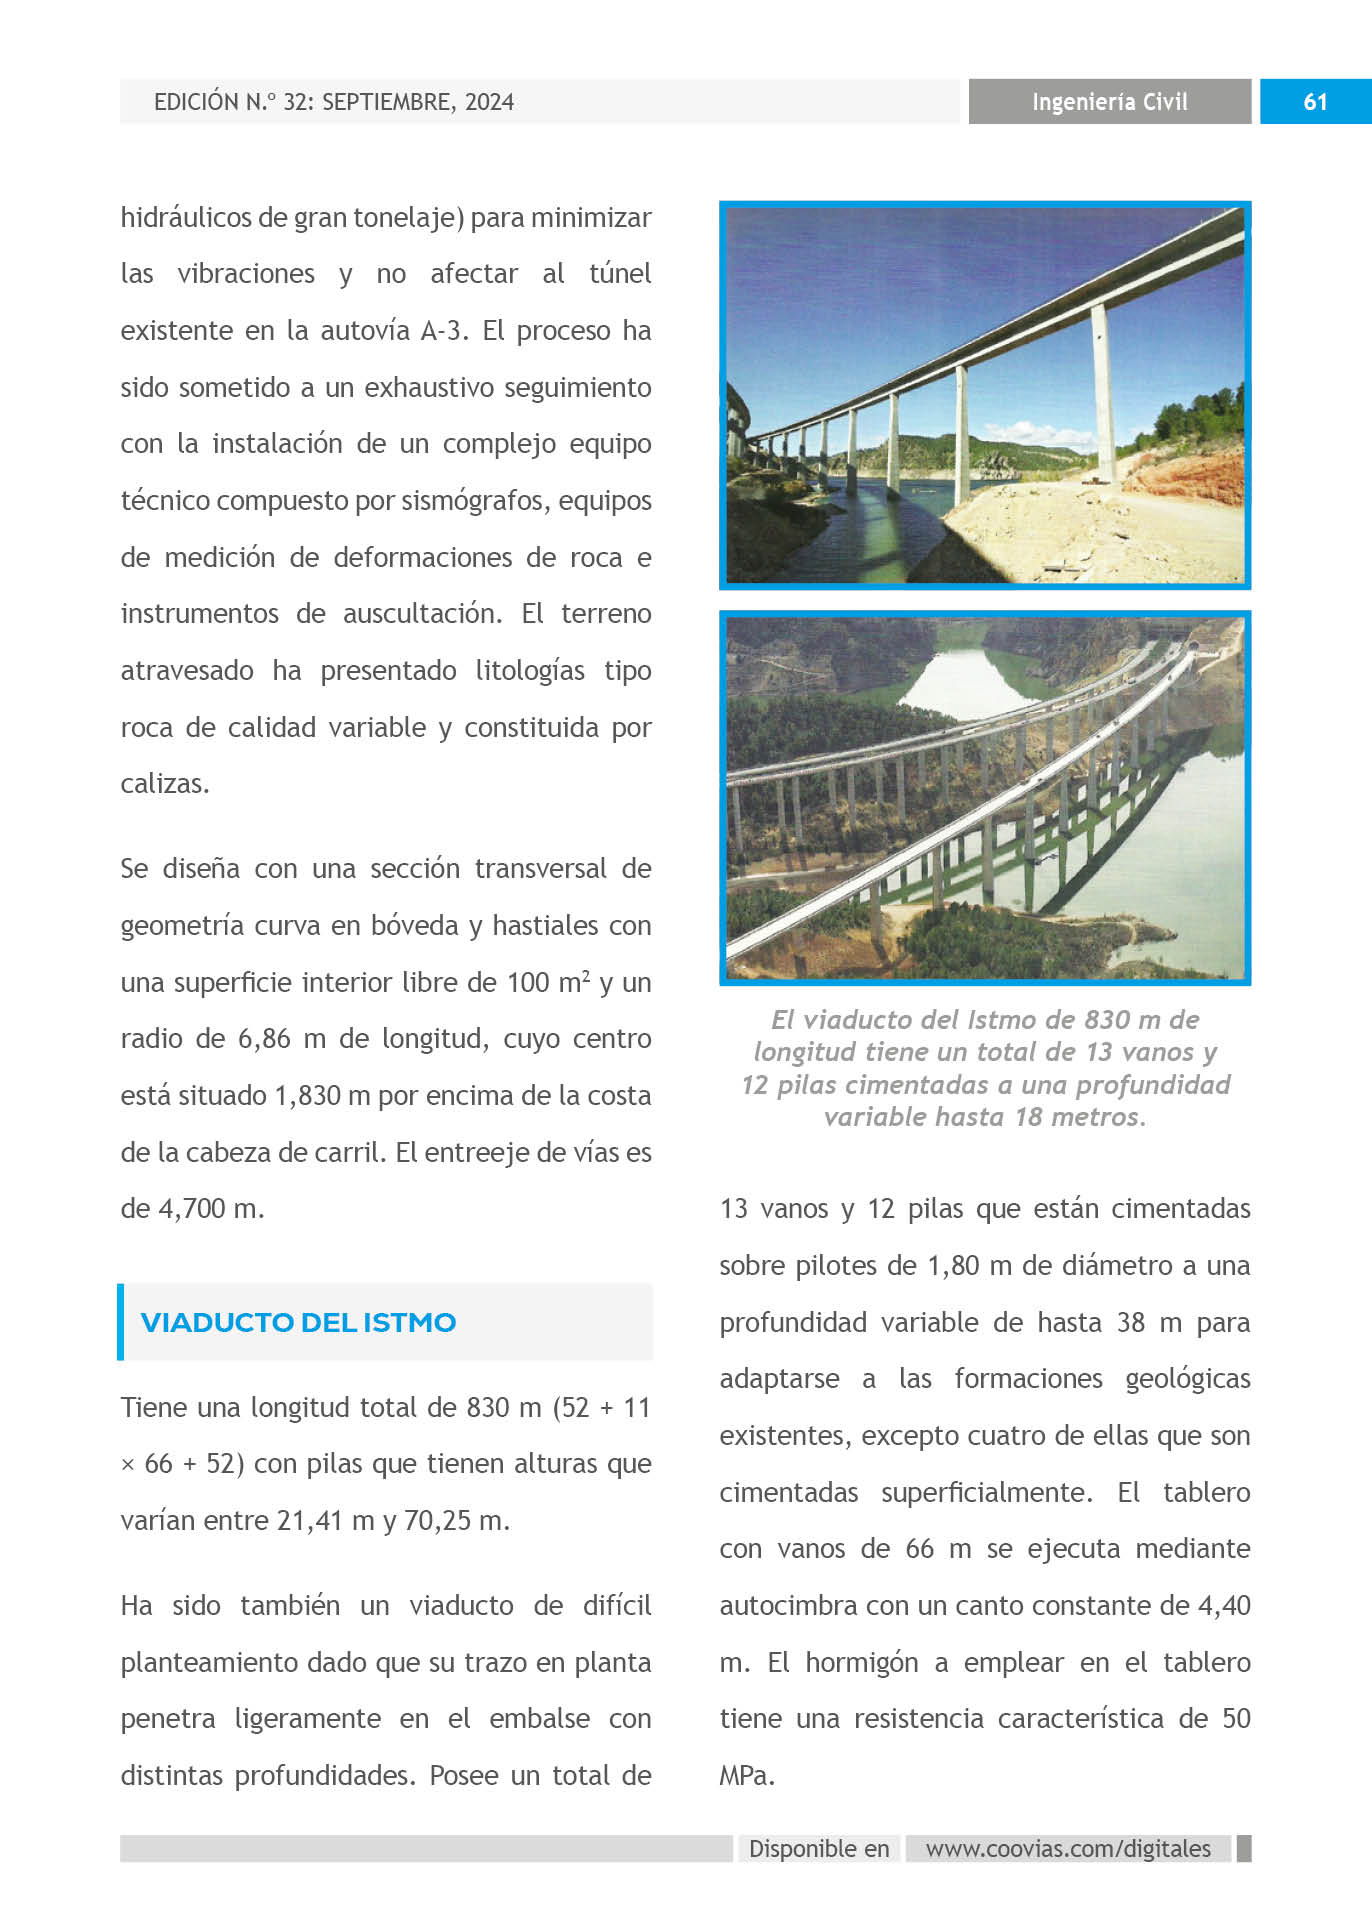 EDICIÓN N.º 32: SEPTIEMBRE, 2024
Ingeniería Civil
61
hidráulicos de gran tonelaje) para minimizar
las vibraciones y no afectar al túnel
existente en la autovía A-3. El proceso ha
sido sometido a un exhaustivo seguimiento
con la instalación de un complejo equipo
técnico compuesto por sismógrafos, equipos
de medición de deformaciones de roca e
instrumentos de auscultación. El terreno
atravesado ha presentado litologías tipo
roca de calidad variable y constituida por
calizas.
Se diseña con una sección transversal de
geometría curva en bóveda y hastiales con
una superficie interior libre de 100 m² y un
radio de 6,86 m de longitud, cuyo centro
está situado 1,830 m por encima de la costa
de la cabeza de carril. El entreeje de vías es
de 4,700 m.
VIADUCTO DEL ISTMO
Tiene una longitud total de 830 m (52 + 11
× 66 + 52) con pilas que tienen alturas que
varían entre 21,41 m y 70,25 m.
Ha sido también un viaducto de difícil
planteamiento dado que su trazo en planta
penetra ligeramente en el embalse con
distintas profundidades. Posee un total de
El viaducto del Istmo de 830 m de
longitud tiene un total de 13 vanos y
12 pilas cimentadas a una profundidad
variable hasta 18 metros.
13 vanos y 12 pilas que están cimentadas
sobre pilotes de 1,80 m de diámetro a una
profundidad variable de hasta 38 m para
adaptarse a las formaciones geológicas
existentes, excepto cuatro de ellas que son
cimentadas superficialmente. El tablero
con vanos de 66 m se ejecuta mediante
autocimbra con un canto constante de 4,40
m. El hormigón a emplear en el tablero
tiene una resistencia característica de 50
MPa.
Disponible en
www.coovias.com/digitales